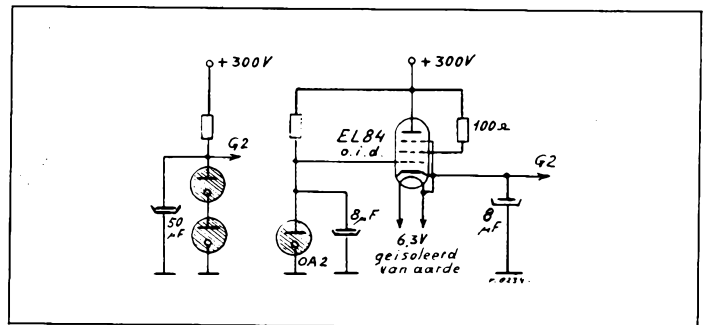 +300V
G2
50
µF
+300V
EL84
o.i.d.
100Ω
G2
8µF
OA2
6,3V
geisoleerd
van aarde
8
µF